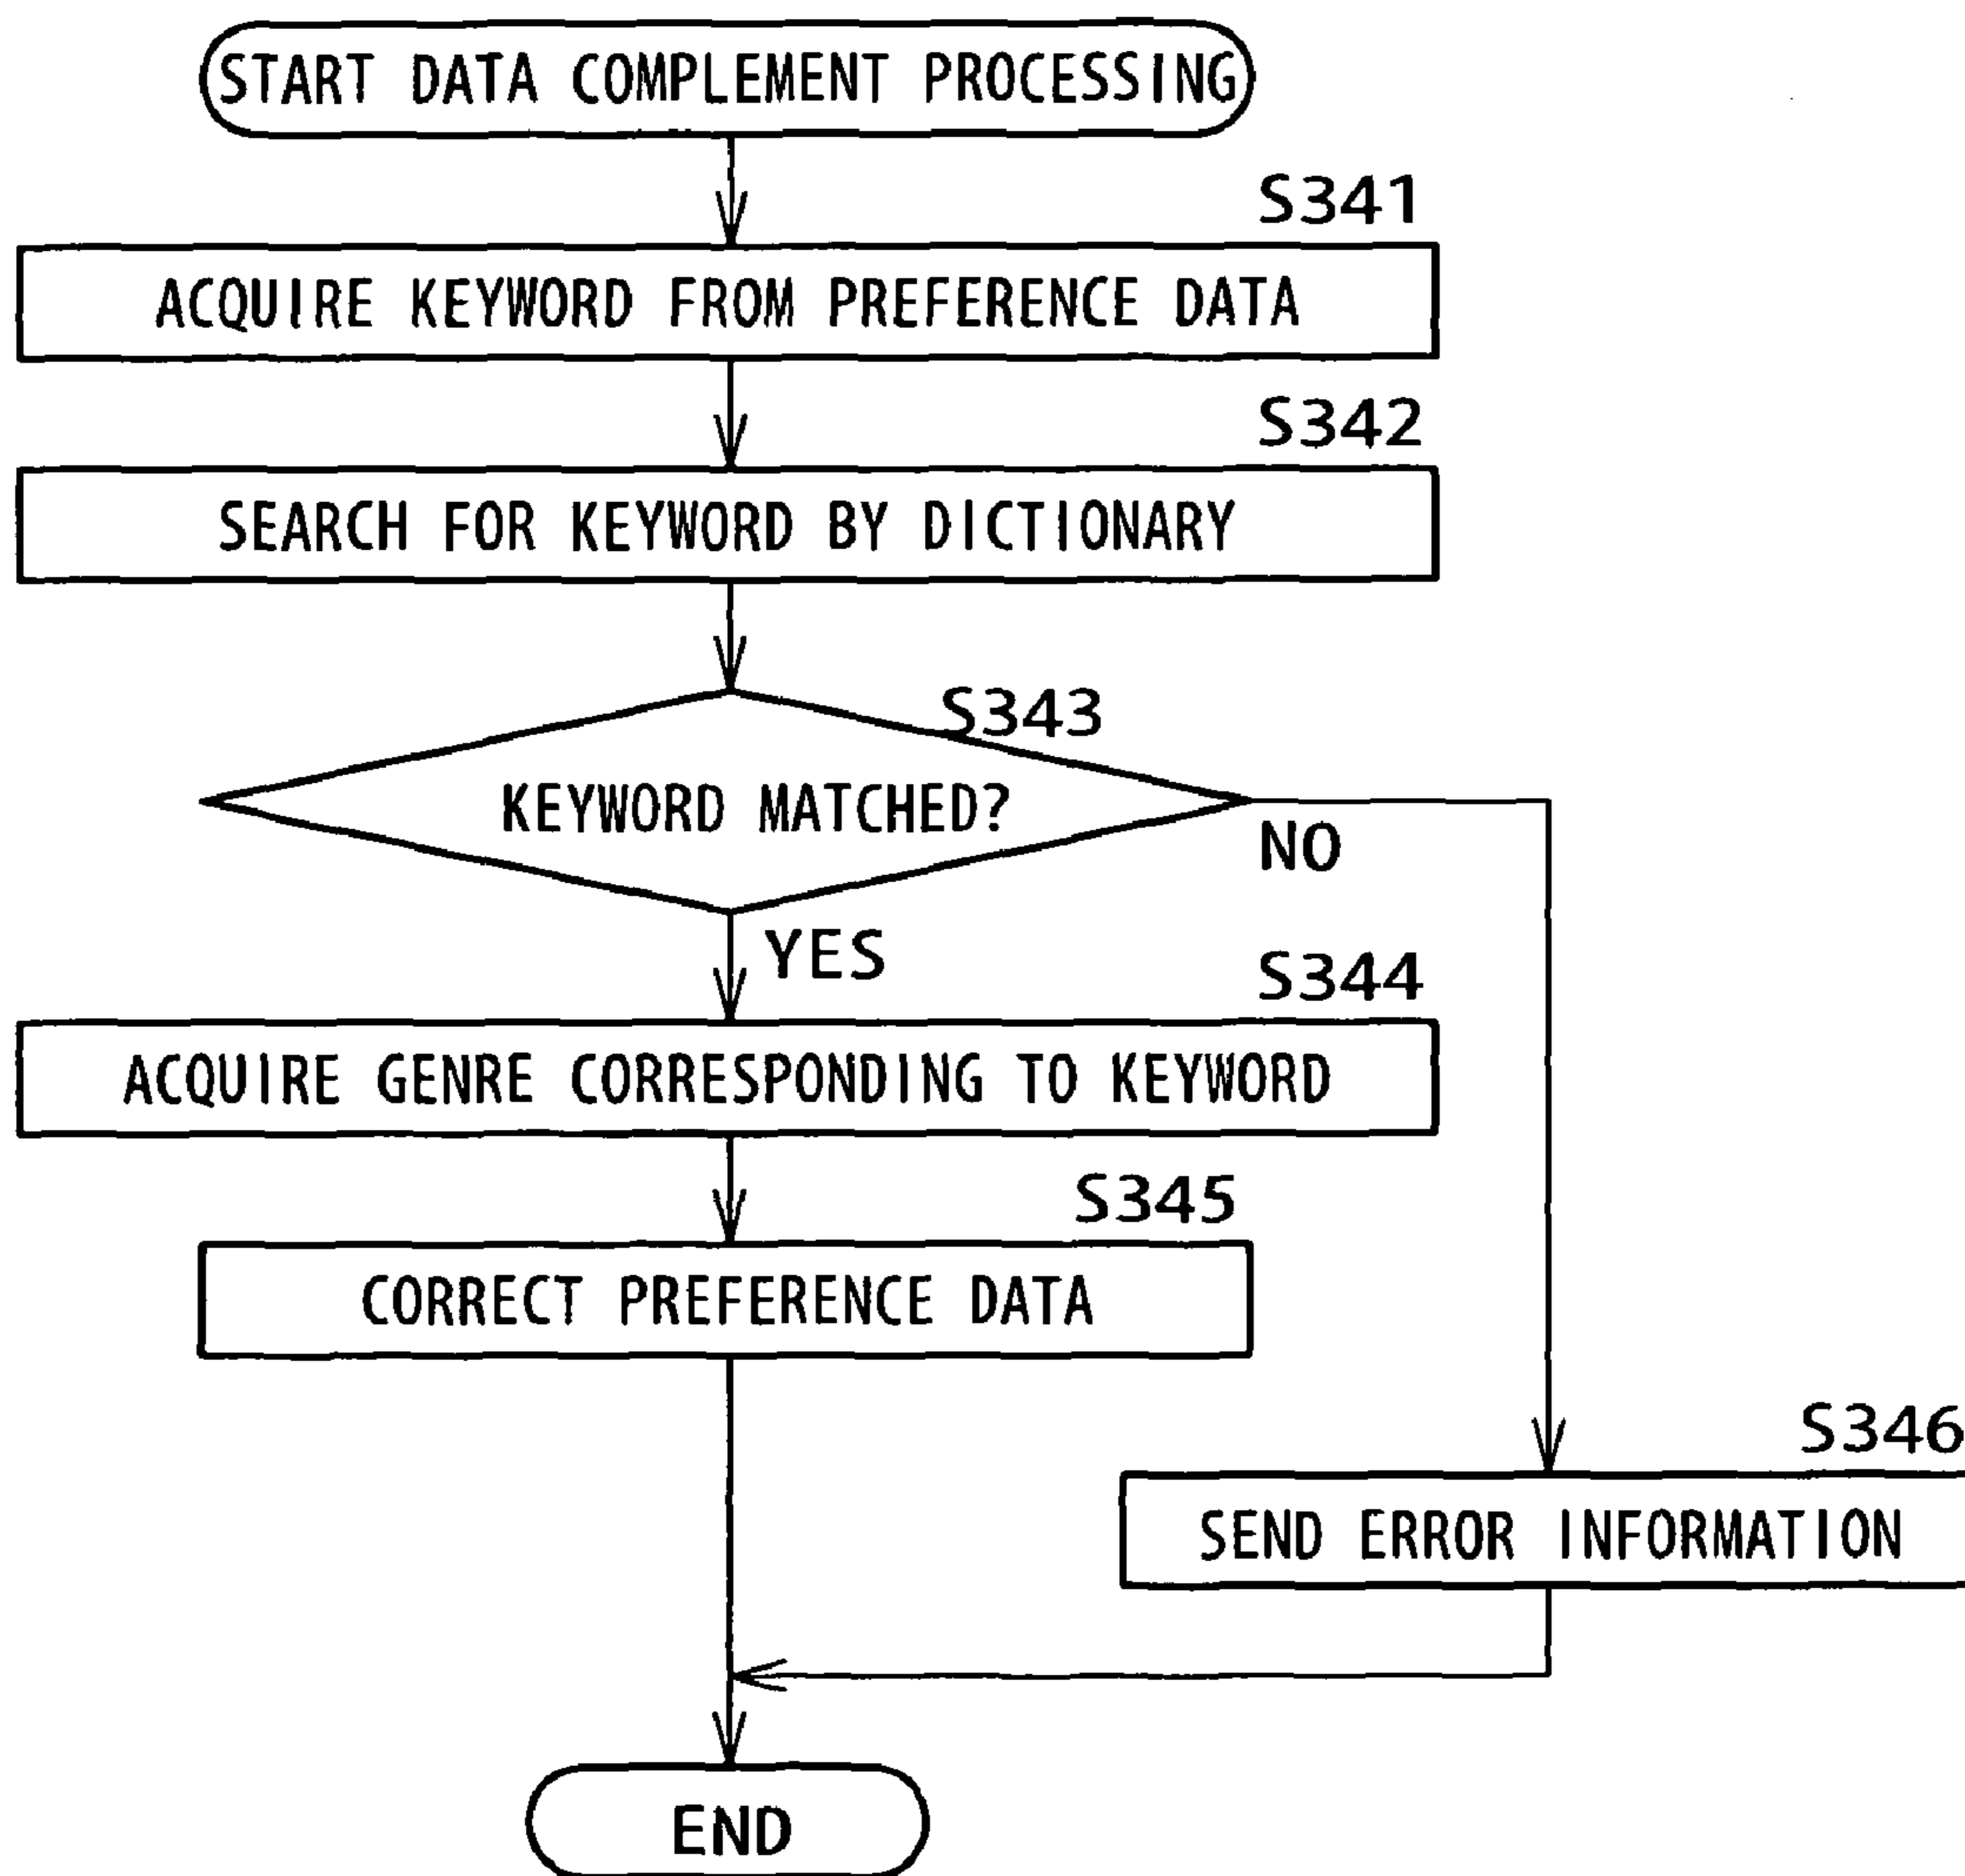 START DATA COMPLEMENT PROCESSING
S341
ACQUIRE KEYWORD FROM PREFERENCE DATA
S342
SEARCH FOR KEYWORD BY DICTIONARY
S343
KEYWORD MATCHED?
NO
YES
S344
ACQUIRE GENRE CORRESPONDING TO KEYWORD
S345
CORRECT PREFERENCE DATA
S346
SEND ERROR INFORMATION
END